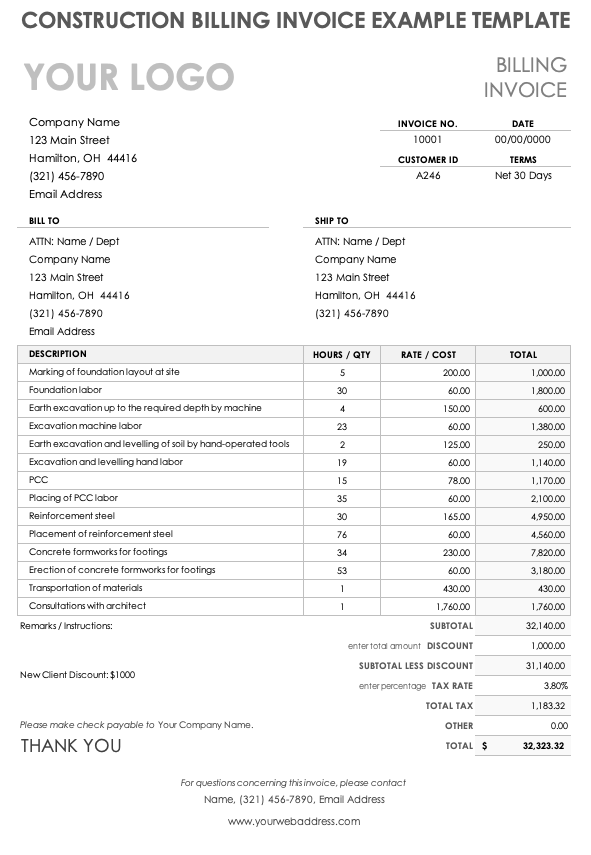 CONSTRUCTION BILLING INVOICE EXAMPLE TEMPLATE
YOUR LOGO
BILLING
INVOICE
Company Name
123 Main Street
Hamilton, OH 44416
(321) 456-7890
Email Address
INVOICE NO. DATE
10001 00/00/0000
CUSTOMER ID TERMS
A246 Net 30 Days
BILL TO
ATTN: Name / Dept
Company Name
123 Main Street
Hamilton, OH 44416
(321) 456-7890
Email Address
SHIP TO
ATTN: Name / Dept
Company Name
123 Main Street
Hamilton, OH 44416
(321) 456-7890
DESCRIPTION HOURS / QTY RATE / COST TOTAL
Marking of foundation layout at site 5 200.00 1,000.00
Foundation labor 30 60.00 1,800.00
Earth excavation up to the required depth by machine 4 150.00 600.00
Excavation machine labor 23 60.00 1,380.00
Earth excavation and levelling of soil by hand-operated tools 2 125.00 250.00
Excavation and levelling hand labor 19 60.00 1,140.00
PCC 15 78.00 1,170.00
Placing of PCC labor 35 60.00 2,100.00
Reinforcement steel 30 165.00 4,950.00
Placement of reinforcement steel 76 60.00 4,560.00
Concrete formworks for footings 34 230.00 7,820.00
Erection of concrete formworks for footings 53 60.00 3,180.00
Transportation of materials 1 430.00 430.00
Consultations with architect 1 1,760.00 1,760.00
Remarks / Instructions: SUBTOTAL 32,140.00
enter total amount DISCOUNT 1,000.00
SUBTOTAL LESS DISCOUNT 31,140.00
New Client Discount: $1000
enter percentage TAX RATE 3.80%
TOTAL TAX 1,183.32
Please make check payable to Your Company Name. OTHER 0.00
THANK YOU TOTAL $ 32,323.32
For questions concerning this invoice, please contact
Name, (321) 456-7890, Email Address
www.yourwebaddress.com